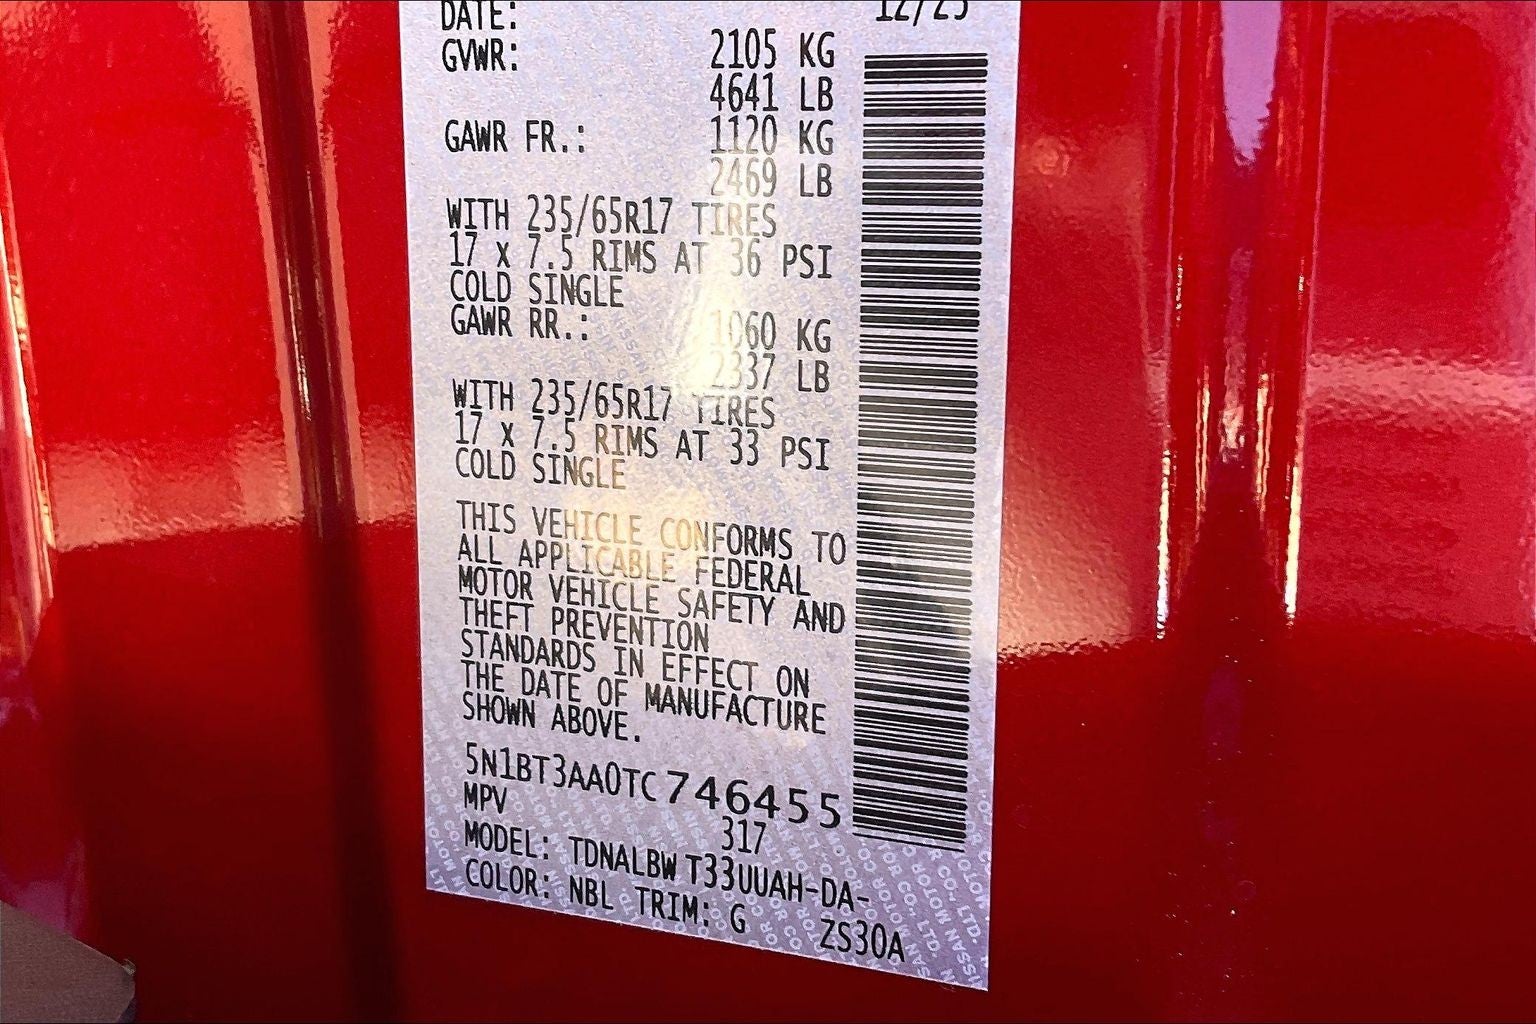 DATE: 12/25
GVWR: 2105 KG
4641 LB
GAWR FR.: 1120 KG
2469 LB
WITH 235/65R17 TIRES
17 x 7.5 RIMS AT 36 PSI
COLD SINGLE
GAWR RR.: 1060 KG
2337 LB
WITH 235/65R17 TIRES
17 x 7.5 RIMS AT 33 PSI
COLD SINGLE
THIS VEHICLE CONFORMS TO
ALL APPLICABLE FEDERAL
MOTOR VEHICLE SAFETY AND
THEFT PREVENTION
STANDARDS IN EFFECT ON
THE DATE OF MANUFACTURE
SHOWN ABOVE.
5N1BT3AA0TC746455
MPV 317
MODEL: TDNALBWT33UUAH-DA-
COLOR: NBL TRIM: G ZS30A